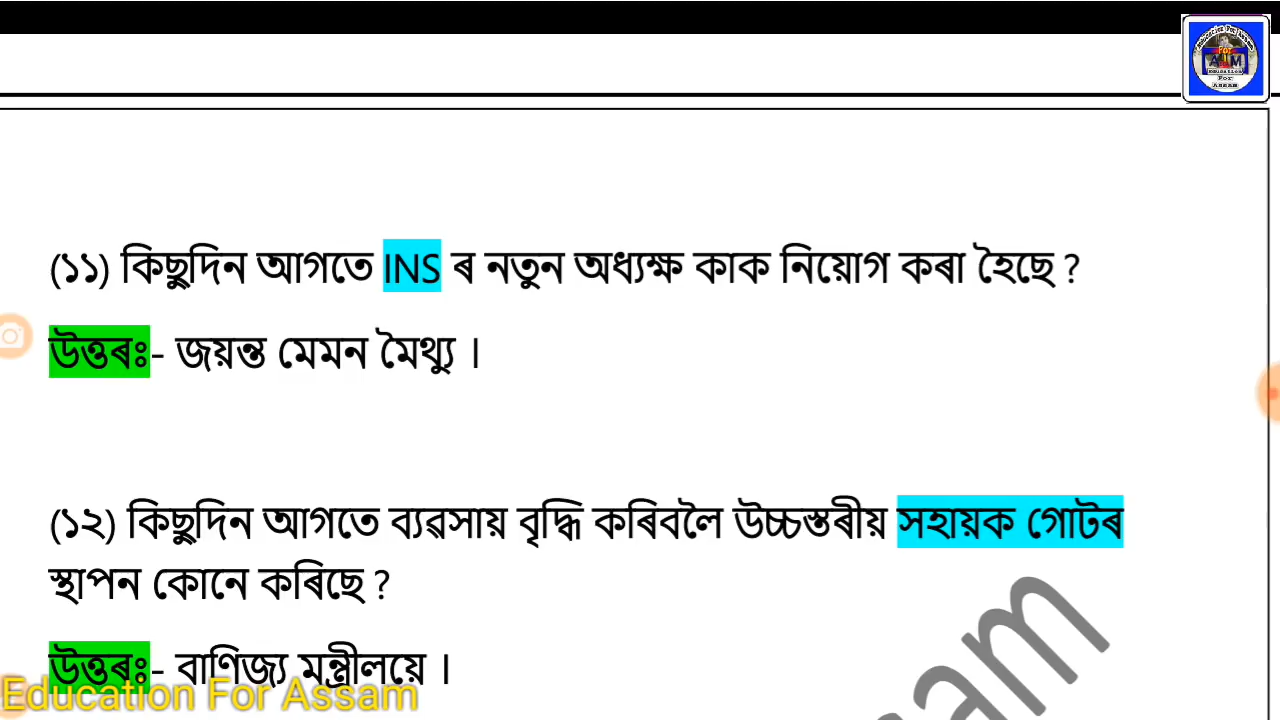 (১১) কিছুদিন আগতে INS ৰ নতুন অধ্যক্ষ কাক নিয়োগ কৰা হৈছে ?
উত্তৰঃ- জয়ন্ত মেমন মৈথ্যু ।
(১২) কিছুদিন আগতে ব্যৱসায় বৃদ্ধি কৰিবলৈ উচ্চস্তৰীয় সহায়ক গোটৰ
স্থাপন কোনে কৰিছে ?
উত্তৰঃ- বাণিজ্য মন্ত্ৰীলয়ে ।
Education For Assam